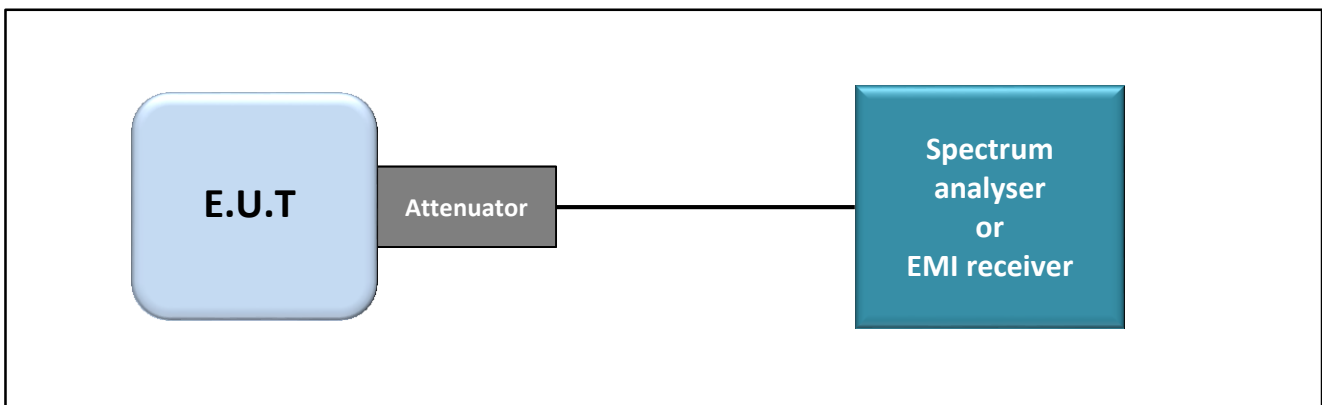 E.U.T
Attenuator
Spectrum
analyser
or
EMI receiver